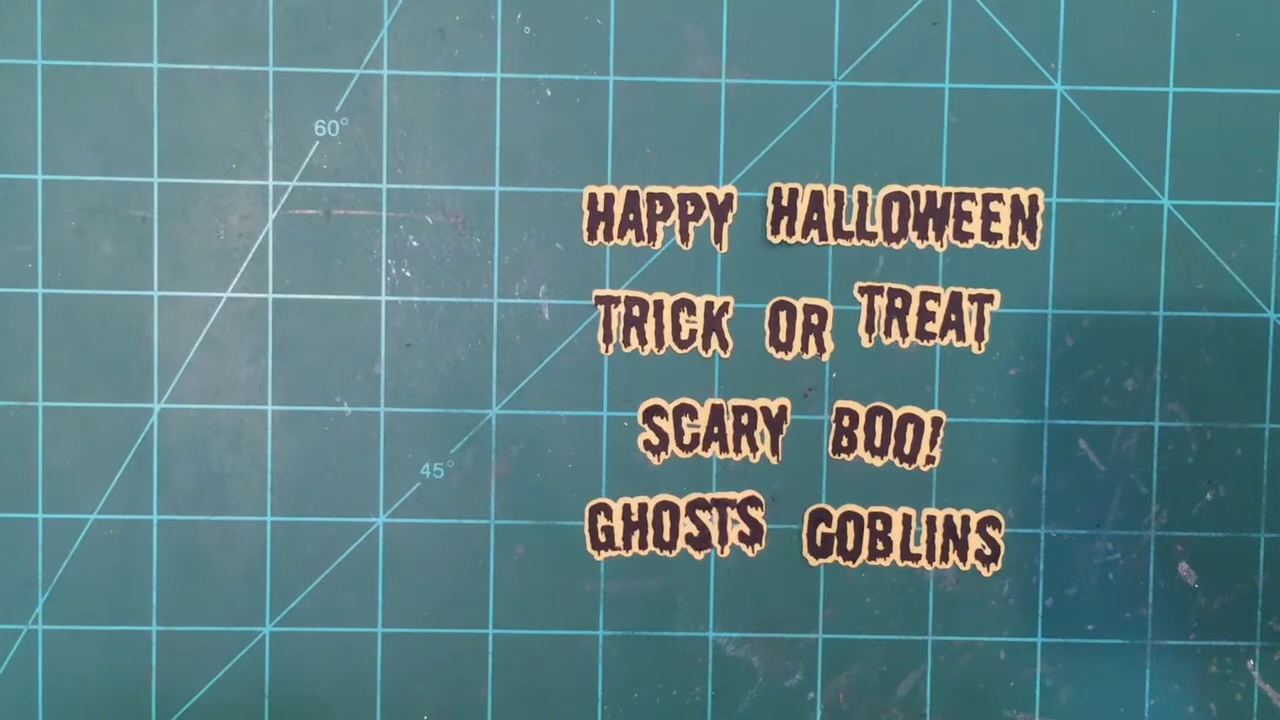 60°
HAPPY HALLOWEEN
TRICK OR TREAT
SCARY BOO!
45°
GHOSTS GOBLINS